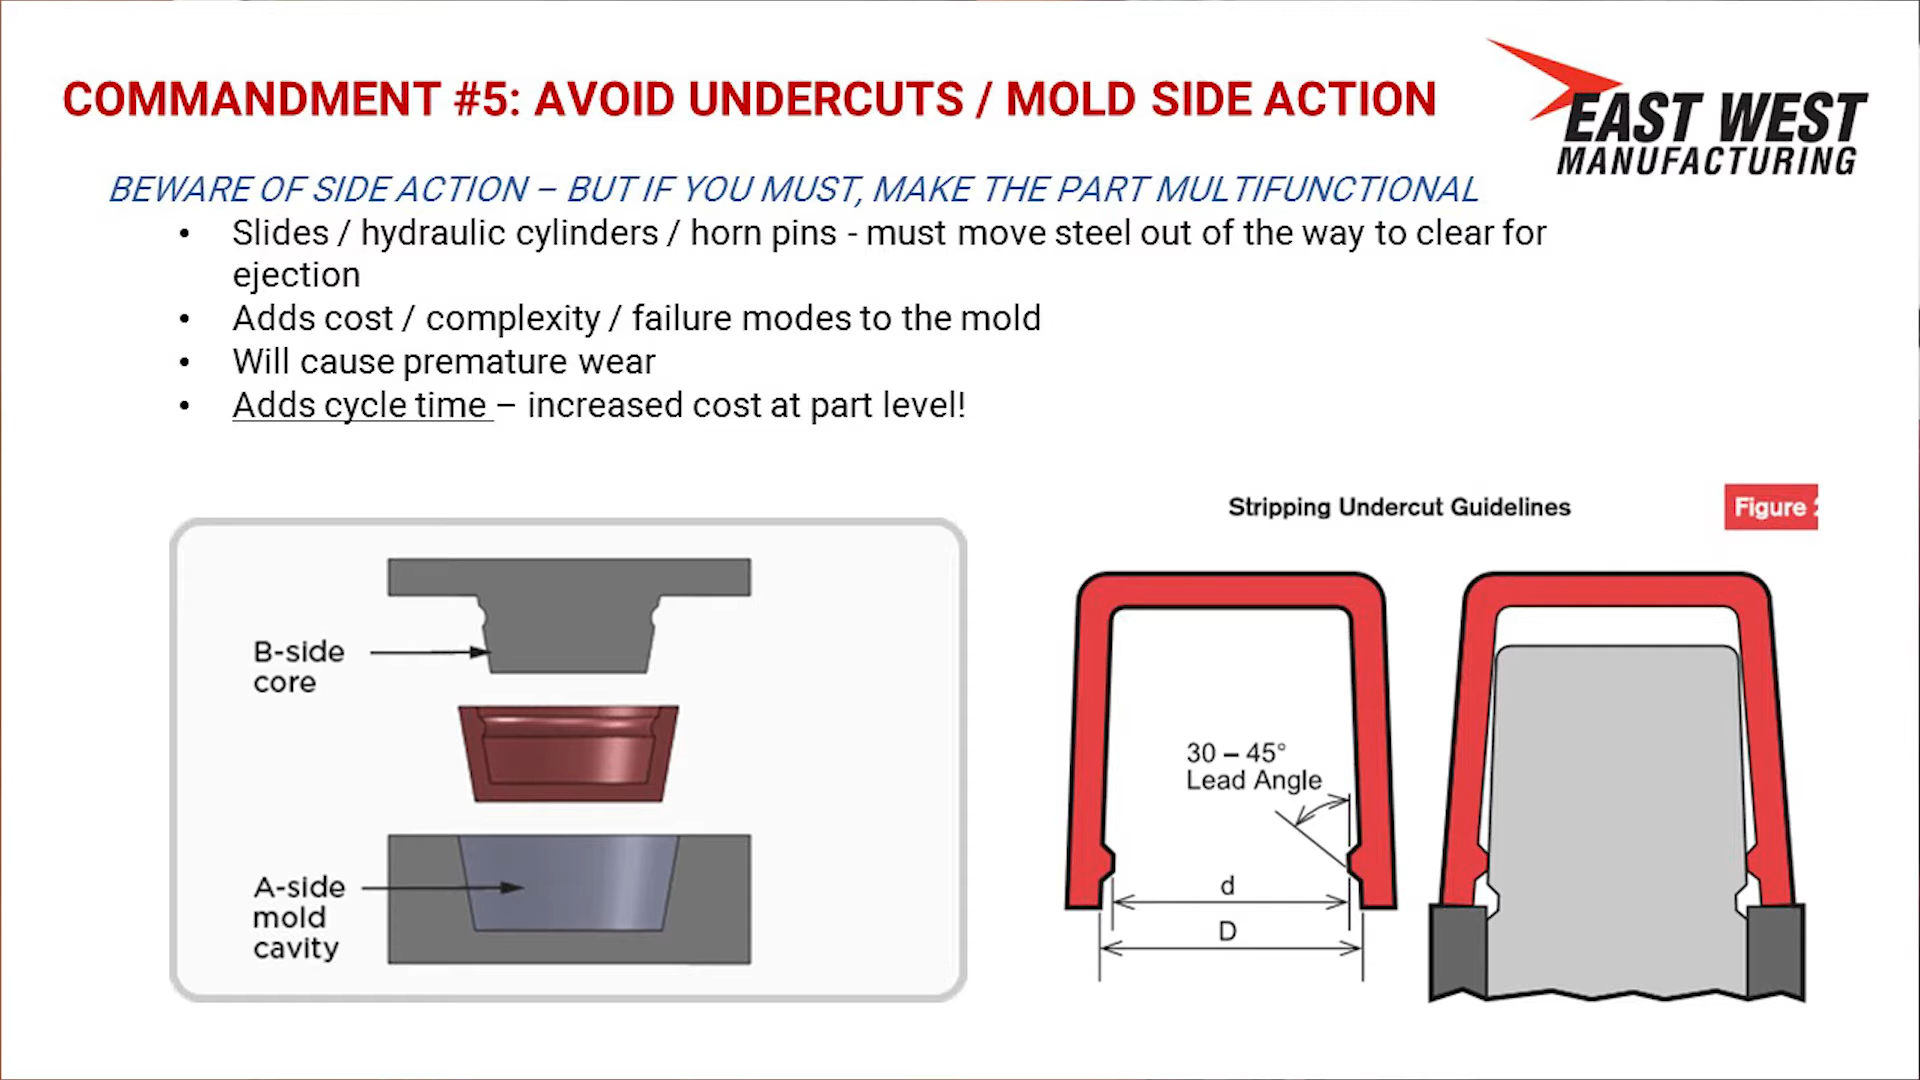 COMMANDMENT #5: AVOID UNDERCUTS / MOLD SIDE ACTION
EAST WEST
MANUFACTURING
BEWARE OF SIDE ACTION – BUT IF YOU MUST, MAKE THE PART MULTIFUNCTIONAL
• Slides / hydraulic cylinders / horn pins - must move steel out of the way to clear for
ejection
• Adds cost / complexity / failure modes to the mold
• Will cause premature wear
• Adds cycle time – increased cost at part level!
B-side
core
A-side
mold
cavity
Stripping Undercut Guidelines
Figure
30 – 45°
Lead Angle
d
D